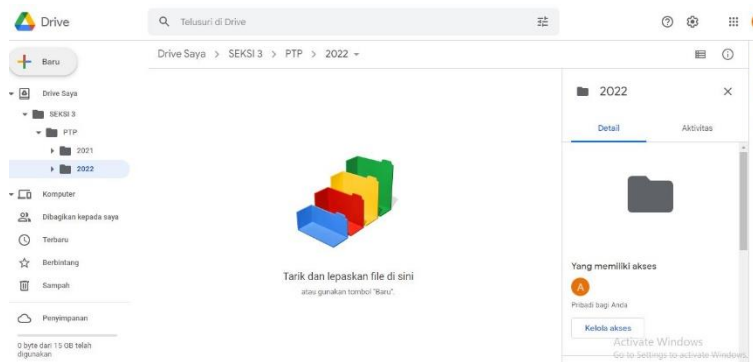 Drive
Telusuri di Drive
Baru
Drive Saya
SEKSI 3
PTP
2021
2022
Komputer
Dibagikan kepada saya
Terbaru
Berbintang
Sampah
Penyimpanan
0 byte dari 15 GB telah
digunakan
Drive Saya > SEKSI 3 > PTP > 2022
Tarik dan lepaskan file di sini
atau gunakan tombol "Baru".
2022
Detail Aktivitas
Yang memiliki akses
A
Pribadi bagi Anda
Kelola akses
Activate Windows
Go to Settings to activate Windows.